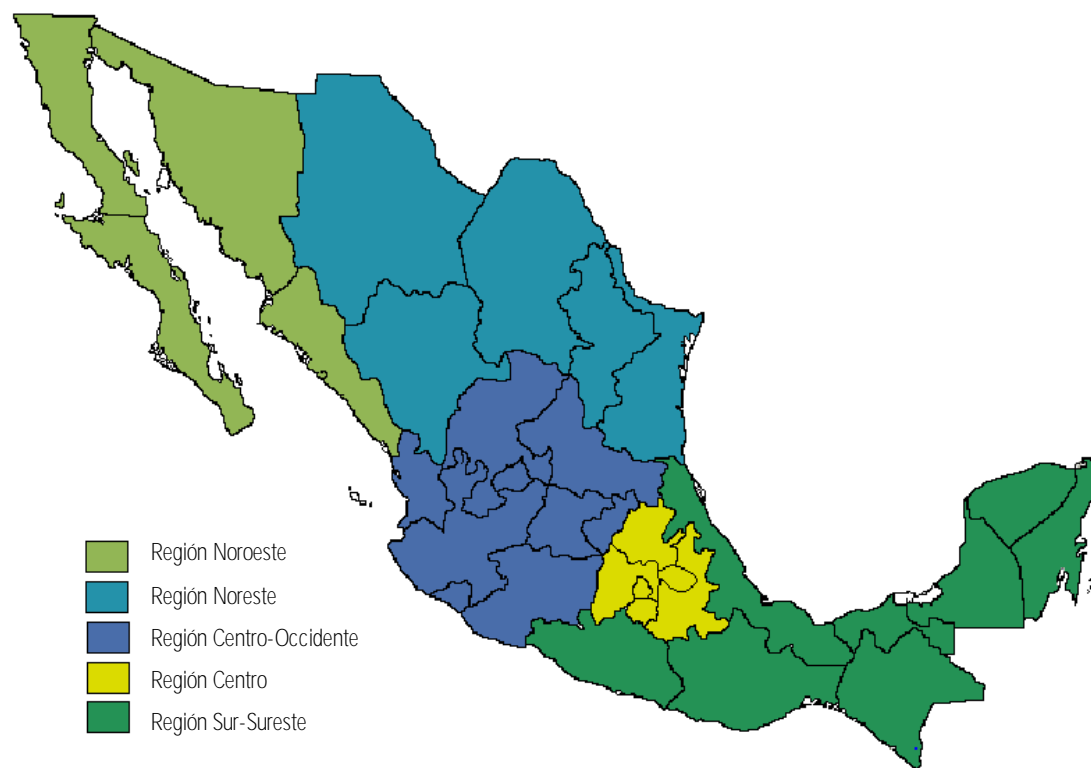 Región Noroeste
Región Noreste
Región Centro-Occidente
Región Centro
Región Sur-Sureste